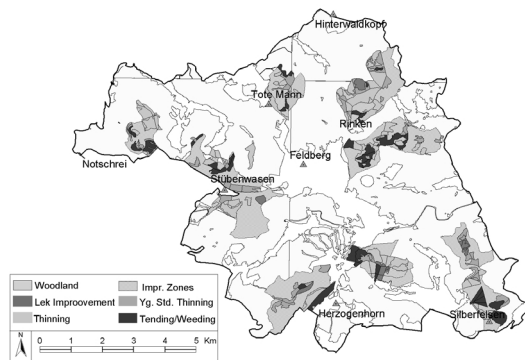 Hinterwaldkopf
Tote Mann
Rinken
Notschrei
Feldberg
Stübenwasen
Herzogenhorn
Silberfelsen
Woodland
Impr. Zones
Lek Improovement
Yg. Std. Thinning
Thinning
Tending/Weeding
N
0 1 2 3 4 5 Km